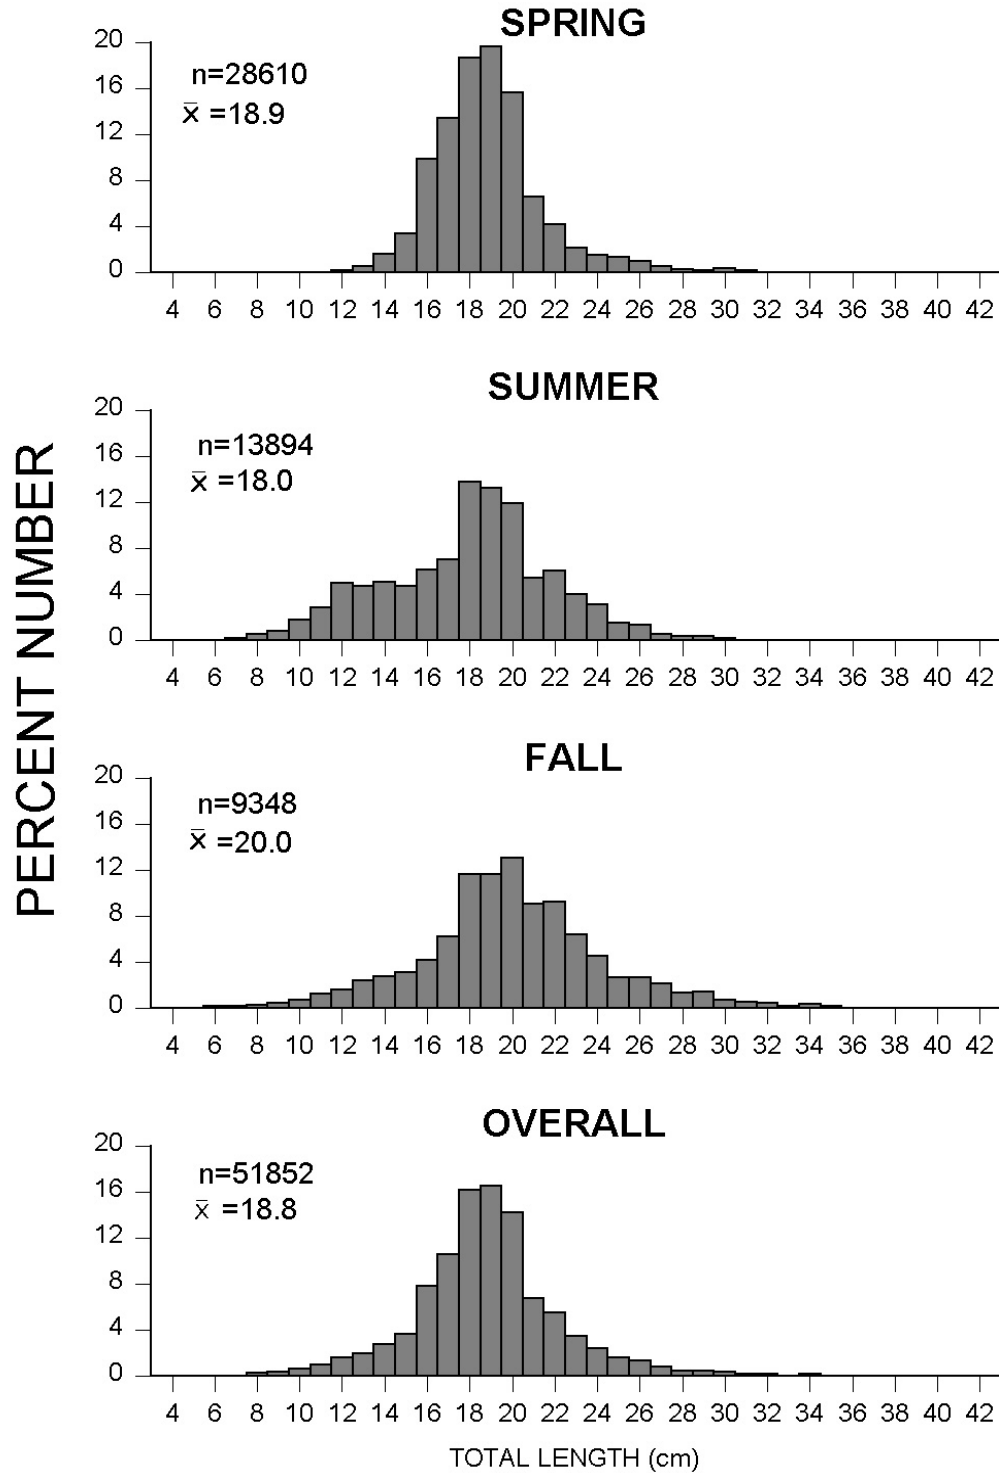 SPRING
20
n=28610
16
x̄ =18.9
12
8
4
0
4 6 8 10 12 14 16 18 20 22 24 26 28 30 32 34 36 38 40 42
SUMMER
20
n=13894
16
x̄ =18.0
12
8
4
0
4 6 8 10 12 14 16 18 20 22 24 26 28 30 32 34 36 38 40 42
PERCENT NUMBER
FALL
20
n=9348
16
x̄ =20.0
12
8
4
0
4 6 8 10 12 14 16 18 20 22 24 26 28 30 32 34 36 38 40 42
OVERALL
20
n=51852
16
x̄ =18.8
12
8
4
0
4 6 8 10 12 14 16 18 20 22 24 26 28 30 32 34 36 38 40 42
TOTAL LENGTH (cm)